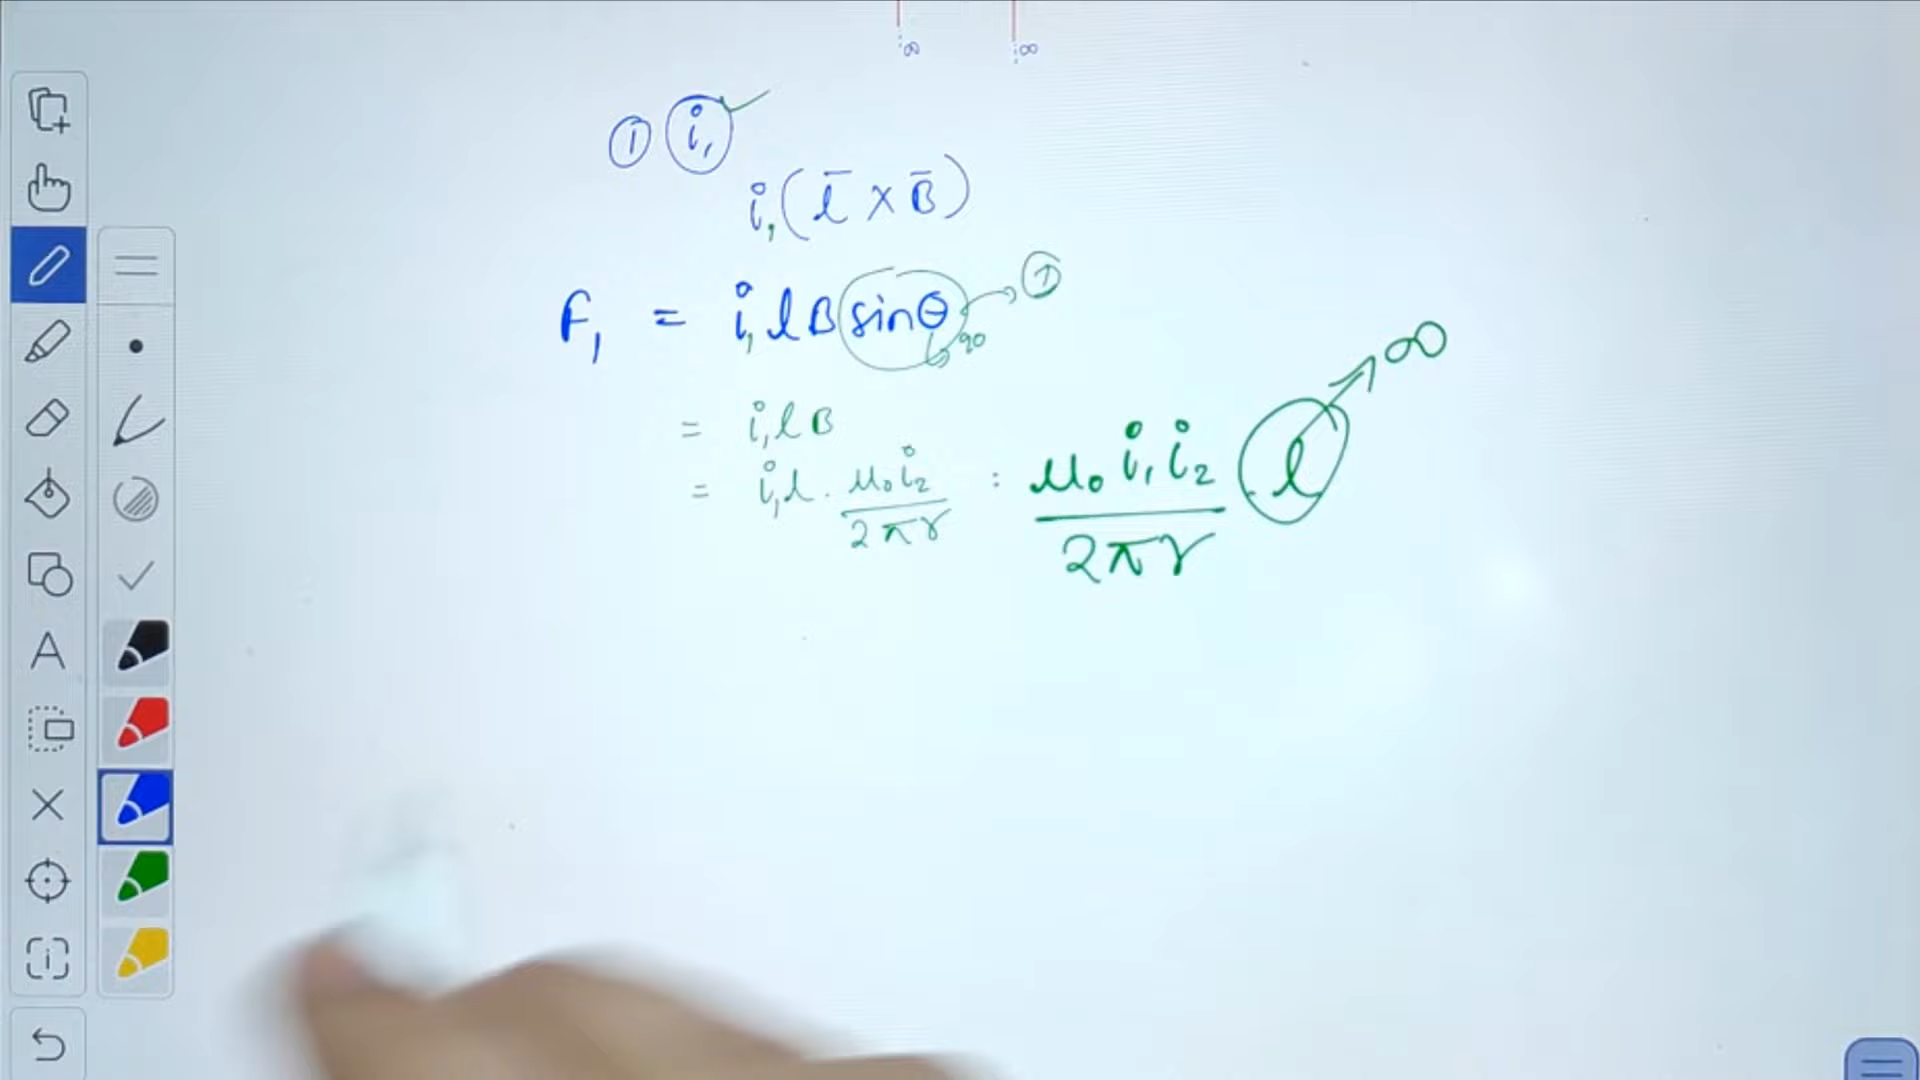 ∞ ∞
① i₁
i₁(l̄ × B̄)
F₁ = i₁lB sinθ → ①
90
= i₁lB
= i₁l · μ₀i₂ / 2πr : μ₀i₁i₂ / 2πr · l → ∞
A